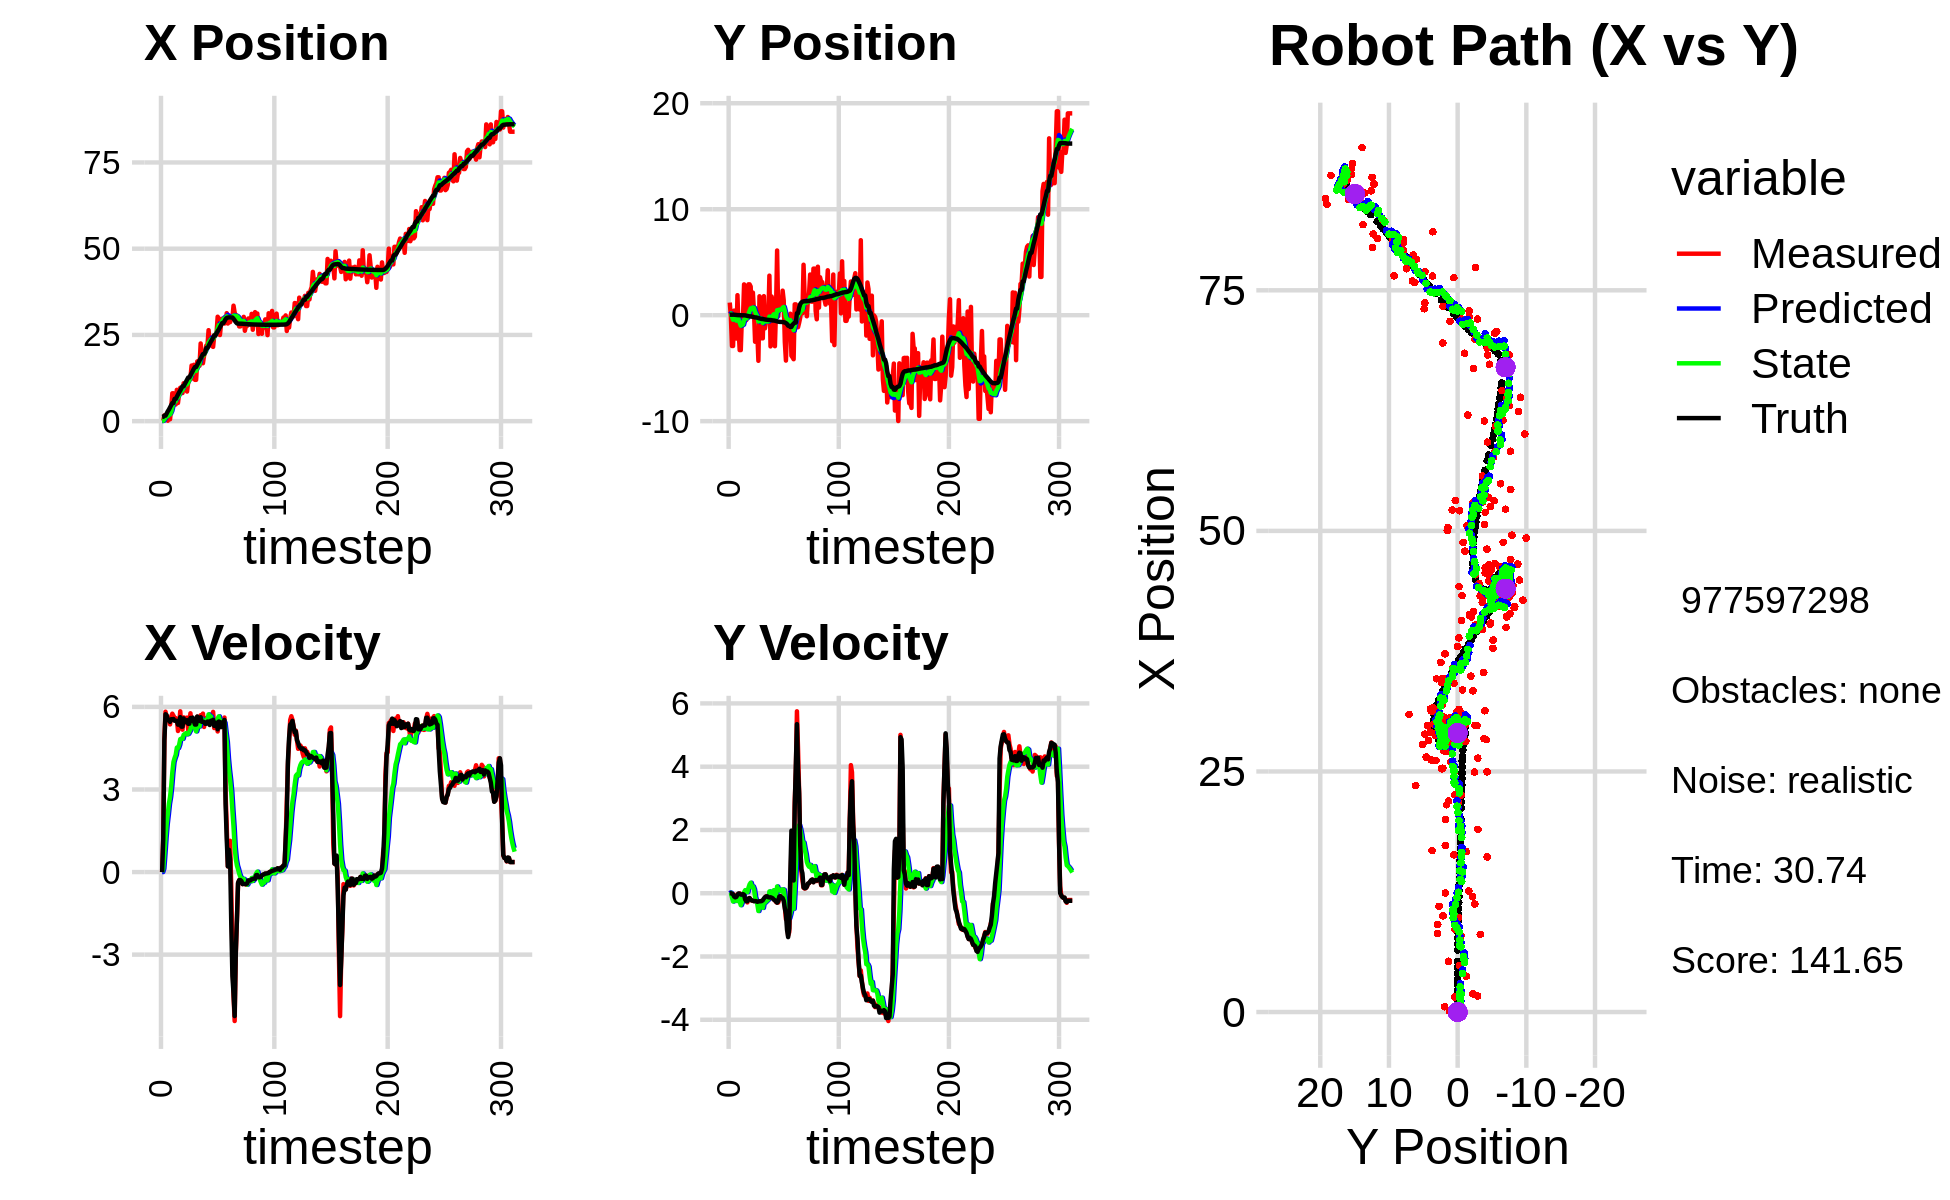 X Position
75
50
25
0
0 100 200 300
timestep
Y Position
20
10
0
-10
0 100 200 300
timestep
X Velocity
6
3
0
-3
0 100 200 300
timestep
Y Velocity
6
4
2
0
-2
-4
0 100 200 300
timestep
Robot Path (X vs Y)
X Position
75
50
25
0
20 10 0 -10 -20
Y Position
variable
Measured
Predicted
State
Truth
977597298
Obstacles: none
Noise: realistic
Time: 30.74
Score: 141.65